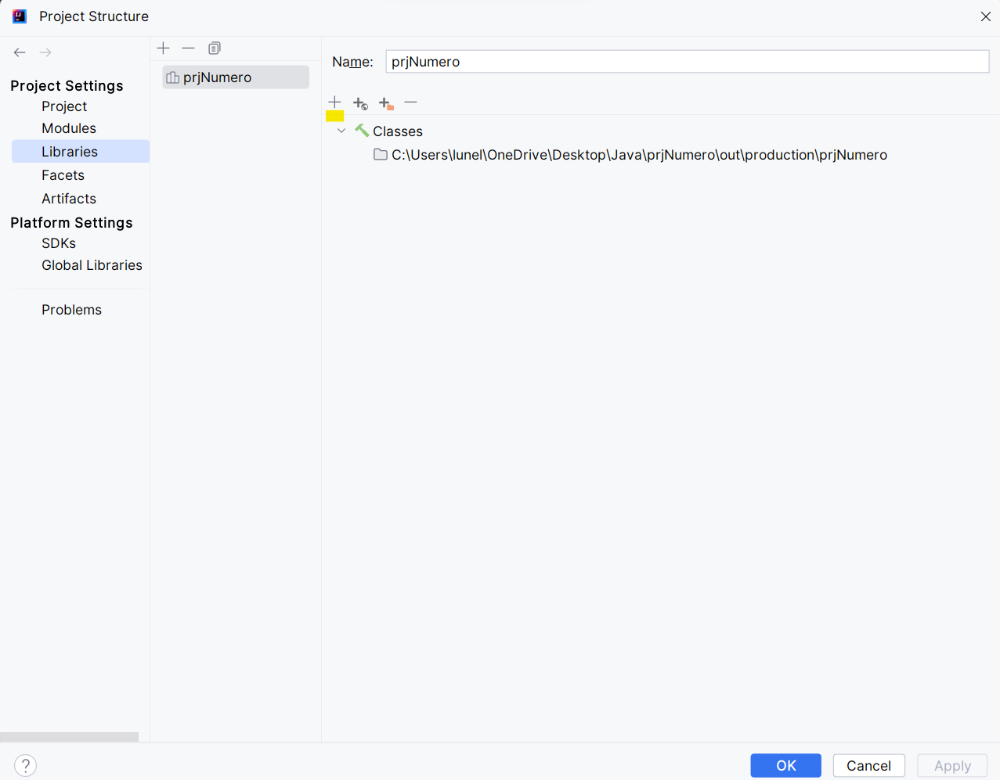 Project Structure
Project Settings
Project
Modules
Libraries
Facets
Artifacts
Platform Settings
SDKs
Global Libraries
Problems
prjNumero
Name: prjNumero
Classes
C:\Users\lunel\OneDrive\Desktop\Java\prjNumero\out\production\prjNumero
?
OK
Cancel
Apply